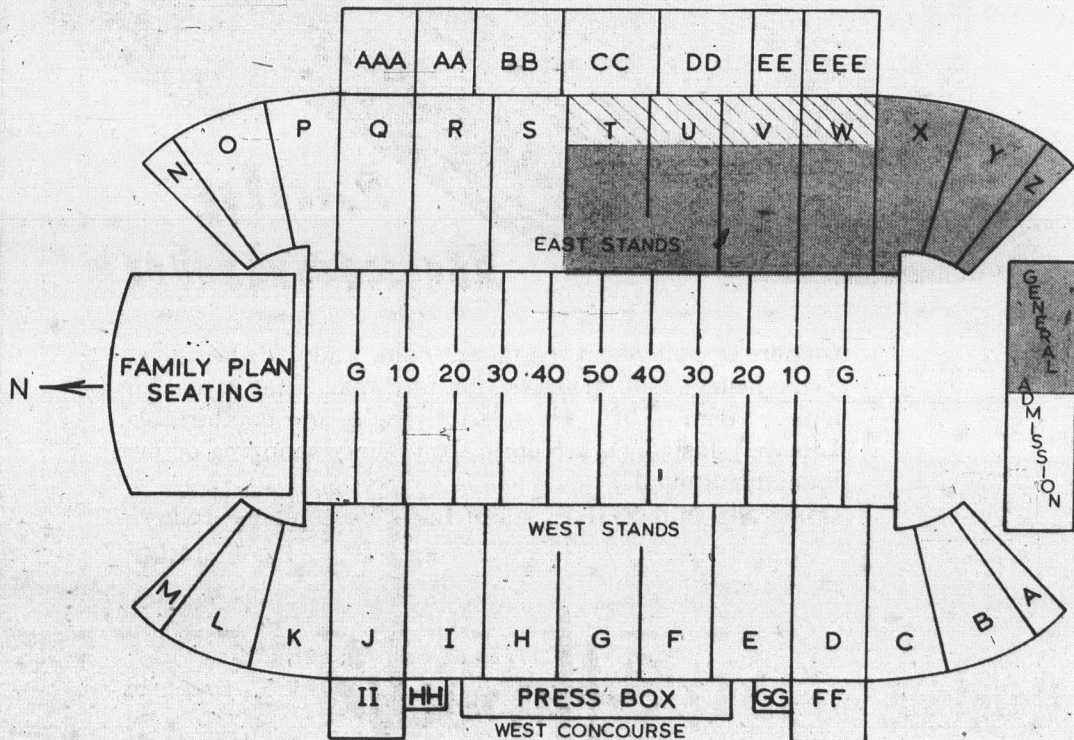 AAA AA BB CC DD EE EEE
N O P Q R S T U V W X Y Z
EAST STANDS
N
FAMILY PLAN
SEATING
G 10 20 30 40 50 40 30 20 10 G
GENERAL ADMISSION
WEST STANDS
M L K J I H G F E D C B A
II HH PRESS BOX GG FF
WEST CONCOURSE